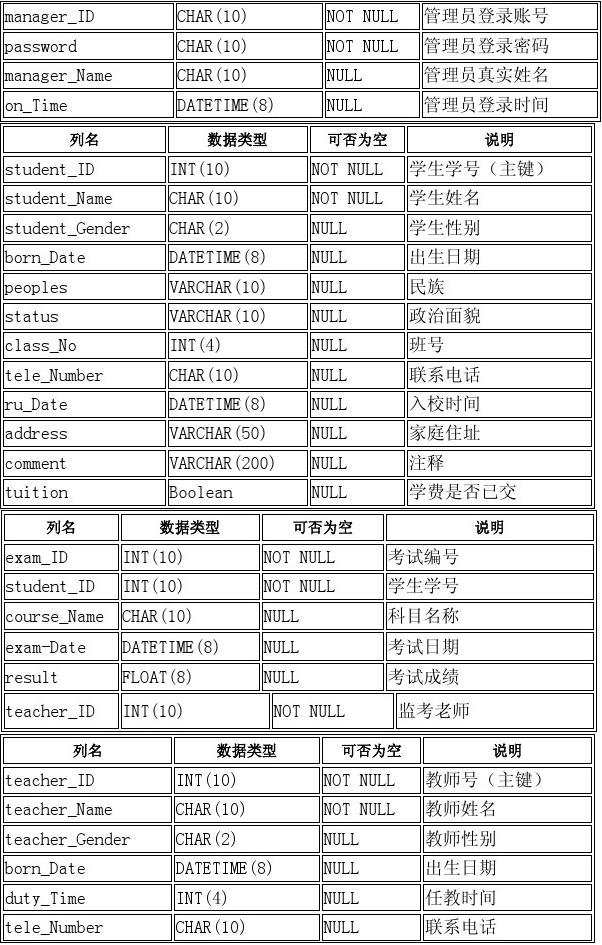 manager_ID CHAR(10) NOT NULL 管理员登录账号
password CHAR(10) NOT NULL 管理员登录密码
manager_Name CHAR(10) NULL 管理员真实姓名
on_Time DATETIME(8) NULL 管理员登录时间
列名 数据类型 可否为空 说明
student_ID INT(10) NOT NULL 学生学号（主键）
student_Name CHAR(10) NOT NULL 学生姓名
student_Gender CHAR(2) NULL 学生性别
born_Date DATETIME(8) NULL 出生日期
peoples VARCHAR(10) NULL 民族
status VARCHAR(10) NULL 政治面貌
class_No INT(4) NULL 班号
tele_Number CHAR(10) NULL 联系电话
ru_Date DATETIME(8) NULL 入校时间
address VARCHAR(50) NULL 家庭住址
comment VARCHAR(200) NULL 注释
tuition Boolean NULL 学费是否已交
列名 数据类型 可否为空 说明
exam_ID INT(10) NOT NULL 考试编号
student_ID INT(10) NOT NULL 学生学号
course_Name CHAR(10) NULL 科目名称
exam-Date DATETIME(8) NULL 考试日期
result FLOAT(8) NULL 考试成绩
teacher_ID INT(10) NOT NULL 监考老师
列名 数据类型 可否为空 说明
teacher_ID INT(10) NOT NULL 教师号（主键）
teacher_Name CHAR(10) NOT NULL 教师姓名
teacher_Gender CHAR(2) NULL 教师性别
born_Date DATETIME(8) NULL 出生日期
duty_Time INT(4) NULL 任教时间
tele_Number CHAR(10) NULL 联系电话